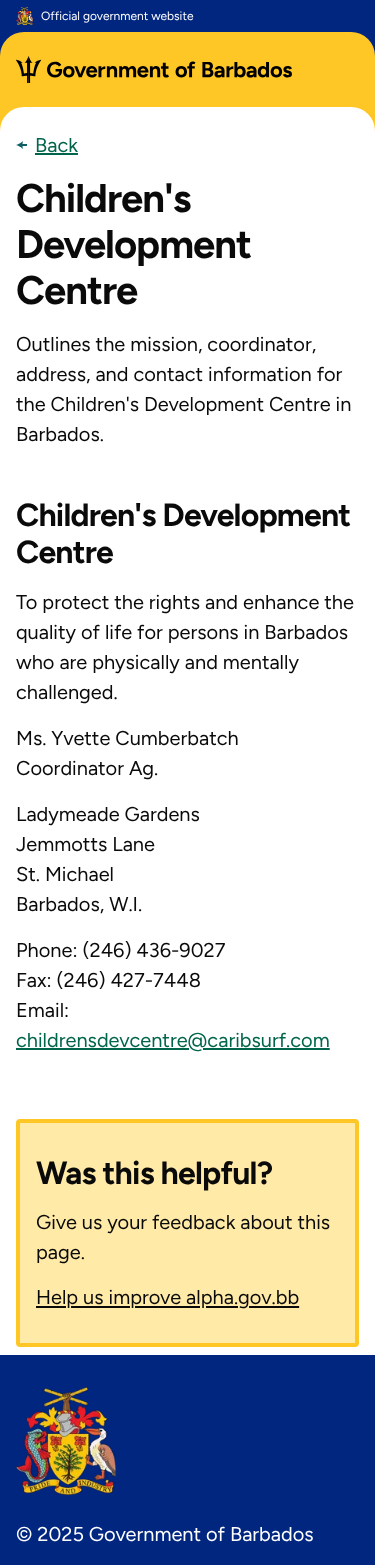 Official government website
Government of Barbados
Back
Children's
Development
Centre
Outlines the mission, coordinator,
address, and contact information for
the Children's Development Centre in
Barbados.
Children's Development
Centre
To protect the rights and enhance the
quality of life for persons in Barbados
who are physically and mentally
challenged.
Ms. Yvette Cumberbatch
Coordinator Ag.
Ladymeade Gardens
Jemmotts Lane
St. Michael
Barbados, W.I.
Phone: (246) 436-9027
Fax: (246) 427-7448
Email:
childrensdevcentre@caribsurf.com
Was this helpful?
Give us your feedback about this
page.
Help us improve alpha.gov.bb
PRIDE AND INDUSTRY
© 2025 Government of Barbados